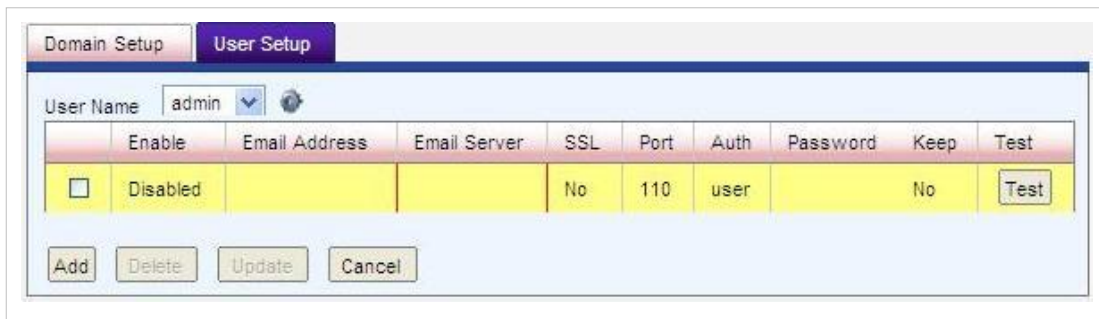 Domain Setup User Setup
User Name admin
Enable Email Address Email Server SSL Port Auth Password Keep Test
Disabled No 110 user No Test
Add Delete Update Cancel